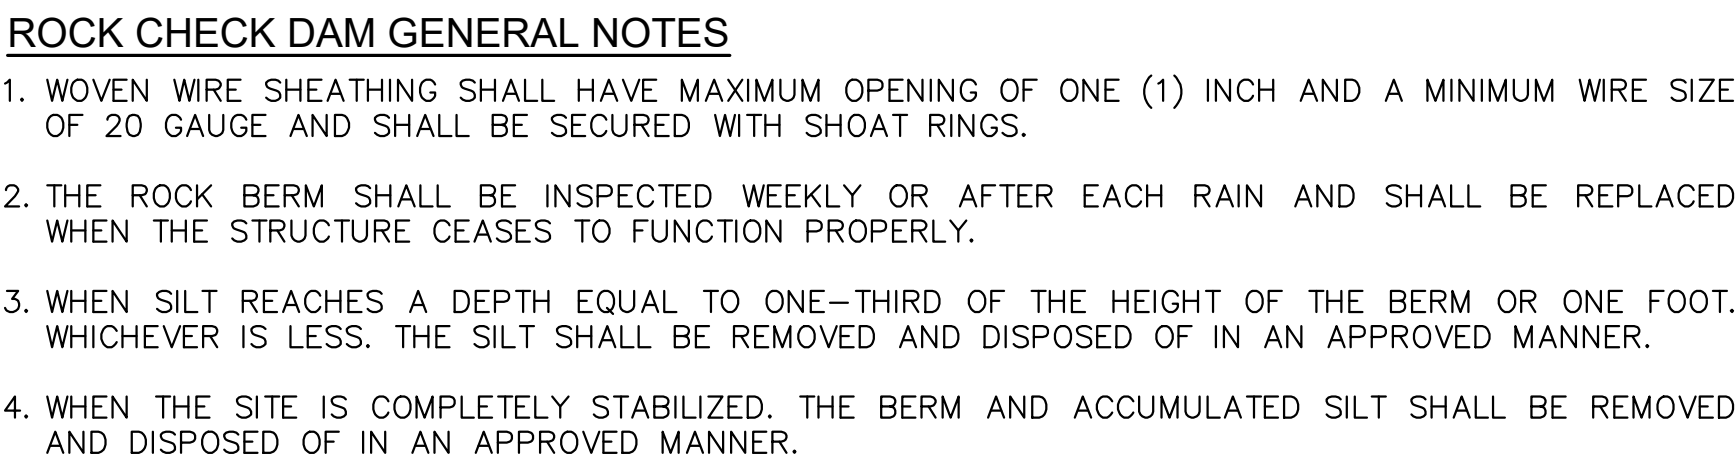 ROCK CHECK DAM GENERAL NOTES
1. WOVEN WIRE SHEATHING SHALL HAVE MAXIMUM OPENING OF ONE (1) INCH AND A MINIMUM WIRE SIZE
OF 20 GAUGE AND SHALL BE SECURED WITH SHOAT RINGS.
2. THE ROCK BERM SHALL BE INSPECTED WEEKLY OR AFTER EACH RAIN AND SHALL BE REPLACED
WHEN THE STRUCTURE CEASES TO FUNCTION PROPERLY.
3. WHEN SILT REACHES A DEPTH EQUAL TO ONE-THIRD OF THE HEIGHT OF THE BERM OR ONE FOOT.
WHICHEVER IS LESS. THE SILT SHALL BE REMOVED AND DISPOSED OF IN AN APPROVED MANNER.
4. WHEN THE SITE IS COMPLETELY STABILIZED. THE BERM AND ACCUMULATED SILT SHALL BE REMOVED
AND DISPOSED OF IN AN APPROVED MANNER.